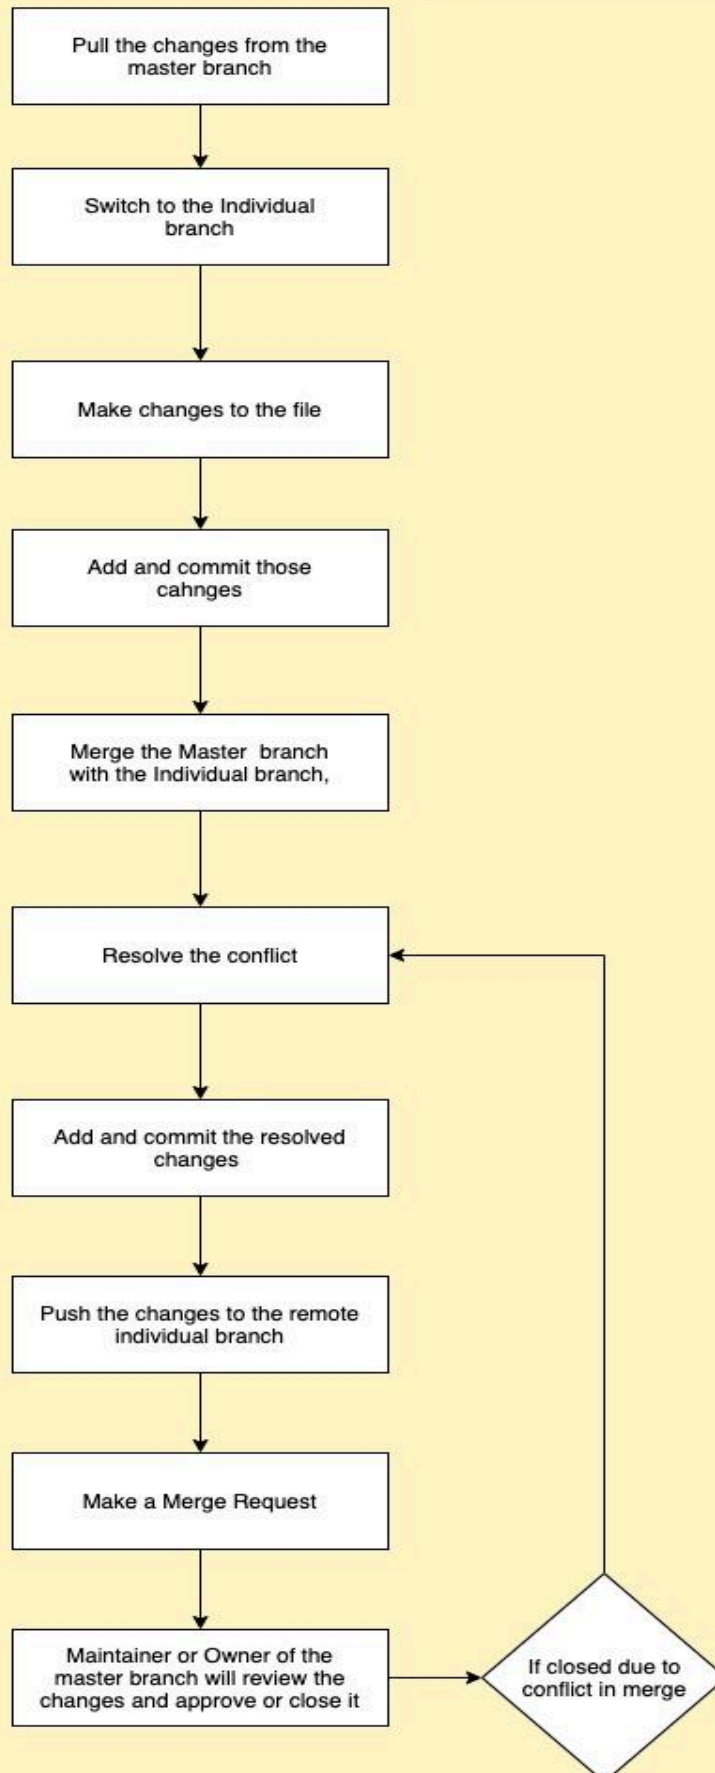 Pull the changes from the
master branch
Switch to the Individual
branch
Make changes to the file
Add and commit those
cahnges
Merge the Master  branch
with the Individual branch,
Resolve the conflict
Add and commit the resolved
changes
Push the changes to the remote
individual branch
Make a Merge Request
Maintainer or Owner of the
master branch will review the
changes and approve or close it
If closed due to
conflict in merge